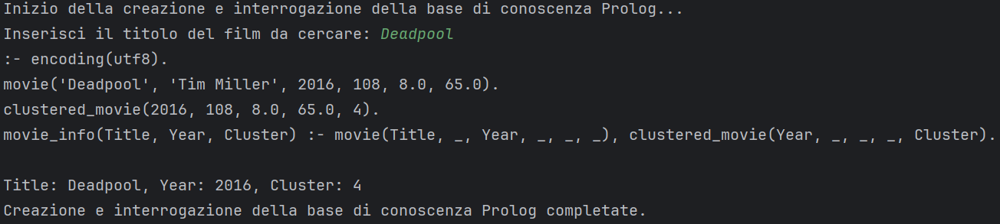 Inizio della creazione e interrogazione della base di conoscenza Prolog...
Inserisci il titolo del film da cercare: Deadpool
:- encoding(utf8).
movie('Deadpool', 'Tim Miller', 2016, 108, 8.0, 65.0).
clustered_movie(2016, 108, 8.0, 65.0, 4).
movie_info(Title, Year, Cluster) :- movie(Title, _, Year, _, _, _), clustered_movie(Year, _, _, _, Cluster).
Title: Deadpool, Year: 2016, Cluster: 4
Creazione e interrogazione della base di conoscenza Prolog completate.